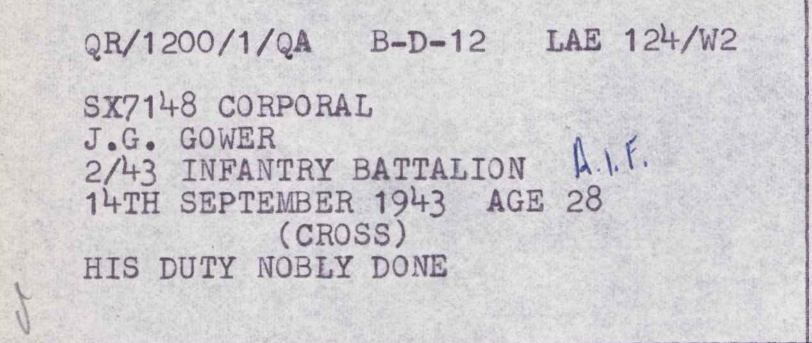 QR/1200/1/QA B-D-12 LAE 124/W2
SX7148 CORPORAL
J.G. GOWER
2/43 INFANTRY BATTALION A.I.F.
14TH SEPTEMBER 1943 AGE 28
(CROSS)
HIS DUTY NOBLY DONE